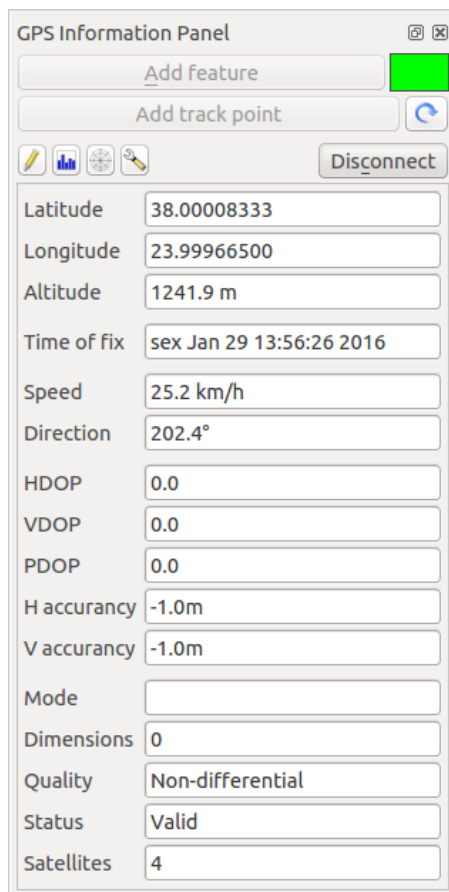 GPS Information Panel
Add feature
Add track point
Disconnect
Latitude 38.00008333
Longitude 23.99966500
Altitude 1241.9 m
Time of fix sex Jan 29 13:56:26 2016
Speed 25.2 km/h
Direction 202.4°
HDOP 0.0
VDOP 0.0
PDOP 0.0
H accurancy -1.0m
V accurancy -1.0m
Mode
Dimensions 0
Quality Non-differential
Status Valid
Satellites 4